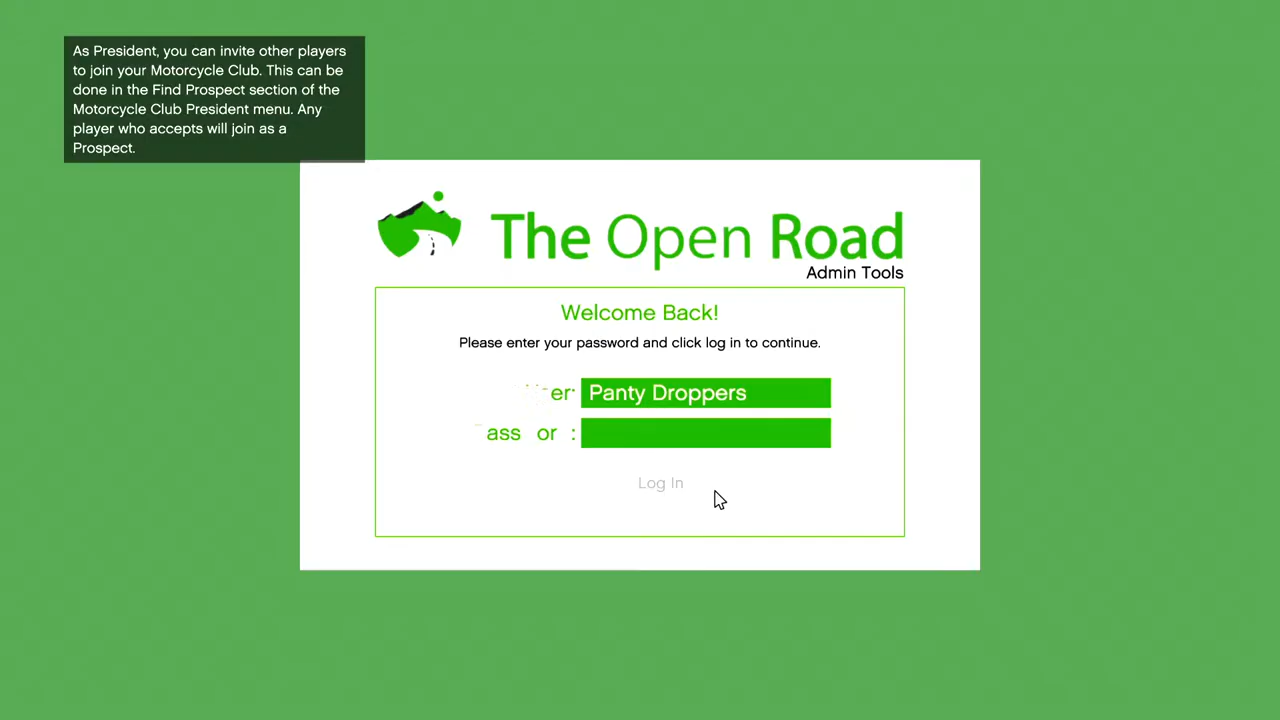 As President, you can invite other players
to join your Motorcycle Club. This can be
done in the Find Prospect section of the
Motorcycle Club President menu. Any
player who accepts will join as a
Prospect.
The Open Road
Admin Tools
Welcome Back!
Please enter your password and click log in to continue.
Panty Droppers
Log In